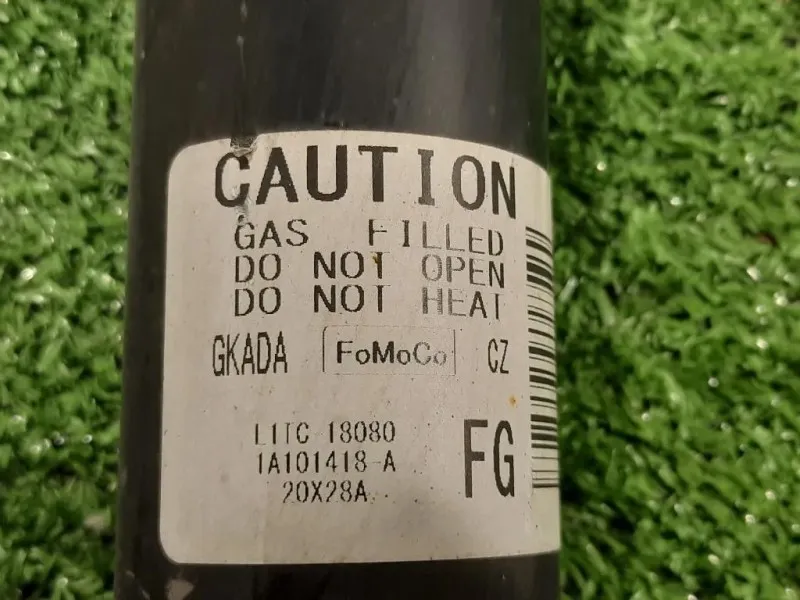 CAUTION
GAS FILLED
DO NOT OPEN
DO NOT HEAT
GKADA FoMoCo CZ
L1TC-18080
1A101418-A
20X28A
FG